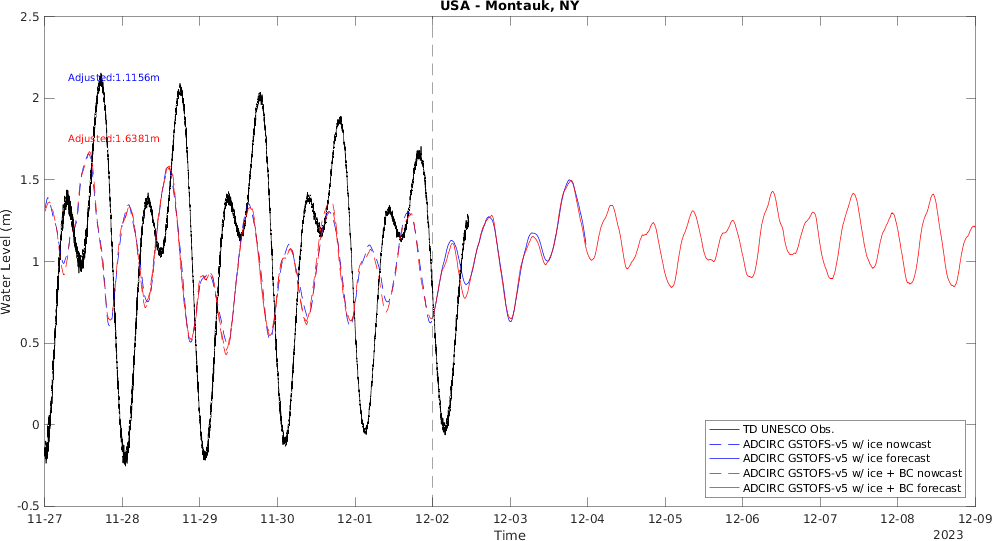 USA - Montauk, NY
2.5
2
1.5
1
0.5
0
-0.5
Water Level (m)
Adjusted:1.1156m
Adjusted:1.6381m
TD UNESCO Obs.
ADCIRC GSTOFS-v5 w/ ice nowcast
ADCIRC GSTOFS-v5 w/ ice forecast
ADCIRC GSTOFS-v5 w/ ice + BC nowcast
ADCIRC GSTOFS-v5 w/ ice + BC forecast
11-27 11-28 11-29 11-30 12-01 12-02 12-03 12-04 12-05 12-06 12-07 12-08 12-09
Time
2023